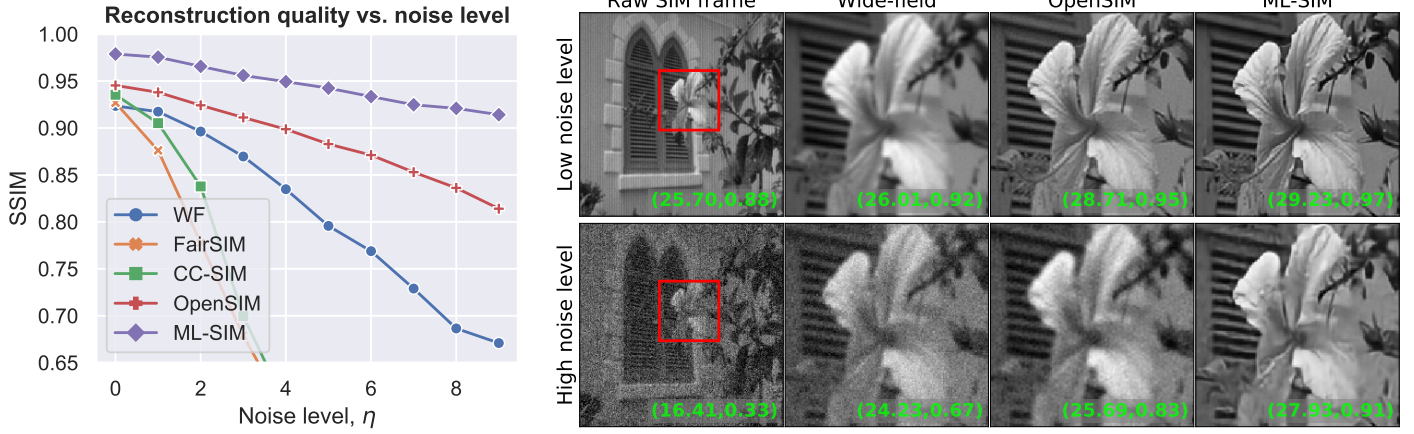 Reconstruction quality vs. noise level
1.00
0.95
0.90
0.85
0.80
0.75
0.70
0.65
SSIM
WF
FairSIM
CC-SIM
OpenSIM
ML-SIM
0 2 4 6 8
Noise level, η
Raw SIM frame Wide-field OpenSIM ML-SIM
Low noise level
(25.70,0.88) (26.01,0.92) (28.71,0.95) (29.23,0.97)
High noise level
(16.41,0.33) (24.23,0.67) (25.69,0.83) (27.93,0.91)